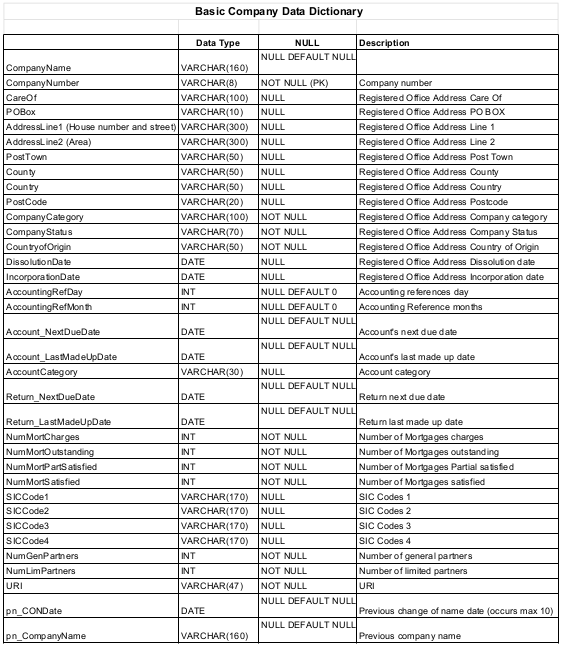 Basic Company Data Dictionary
Data Type NULL Description
CompanyName VARCHAR(160) NULL DEFAULT NULL
CompanyNumber VARCHAR(8) NOT NULL (PK) Company number
CareOf VARCHAR(100) NULL Registered Office Address Care Of
POBox VARCHAR(10) NULL Registered Office Address PO BOX
AddressLine1 (House number and street) VARCHAR(300) NULL Registered Office Address Line 1
AddressLine2 (Area) VARCHAR(300) NULL Registered Office Address Line 2
PostTown VARCHAR(50) NULL Registered Office Address Post Town
County VARCHAR(50) NULL Registered Office Address County
Country VARCHAR(50) NULL Registered Office Address Country
PostCode VARCHAR(20) NULL Registered Office Address Postcode
CompanyCategory VARCHAR(100) NOT NULL Registered Office Address Company category
CompanyStatus VARCHAR(70) NOT NULL Registered Office Address Company Status
CountryofOrigin VARCHAR(50) NOT NULL Registered Office Address Country of Origin
DissolutionDate DATE NULL Registered Office Address Dissolution date
IncorporationDate DATE NULL Registered Office Address Incorporation date
AccountingRefDay INT NULL DEFAULT 0 Accounting references day
AccountingRefMonth INT NULL DEFAULT 0 Accounting Reference months
Account_NextDueDate DATE NULL DEFAULT NULL Account's next due date
Account_LastMadeUpDate DATE NULL DEFAULT NULL Account's last made up date
AccountCategory VARCHAR(30) NULL Account category
Return_NextDueDate DATE NULL DEFAULT NULL Return next due date
Return_LastMadeUpDate DATE NULL DEFAULT NULL Return last made up date
NumMortCharges INT NOT NULL Number of Mortgages charges
NumMortOutstanding INT NOT NULL Number of Mortgages outstanding
NumMortPartSatisfied INT NOT NULL Number of Mortgages Partial satisfied
NumMortSatisfied INT NOT NULL Number of Mortgages satisfied
SICCode1 VARCHAR(170) NULL SIC Codes 1
SICCode2 VARCHAR(170) NULL SIC Codes 2
SICCode3 VARCHAR(170) NULL SIC Codes 3
SICCode4 VARCHAR(170) NULL SIC Codes 4
NumGenPartners INT NOT NULL Number of general partners
NumLimPartners INT NOT NULL Number of limited partners
URI VARCHAR(47) NOT NULL URI
pn_CONDate DATE NULL DEFAULT NULL Previous change of name date (occurs max 10)
pn_CompanyName VARCHAR(160) NULL DEFAULT NULL Previous company name